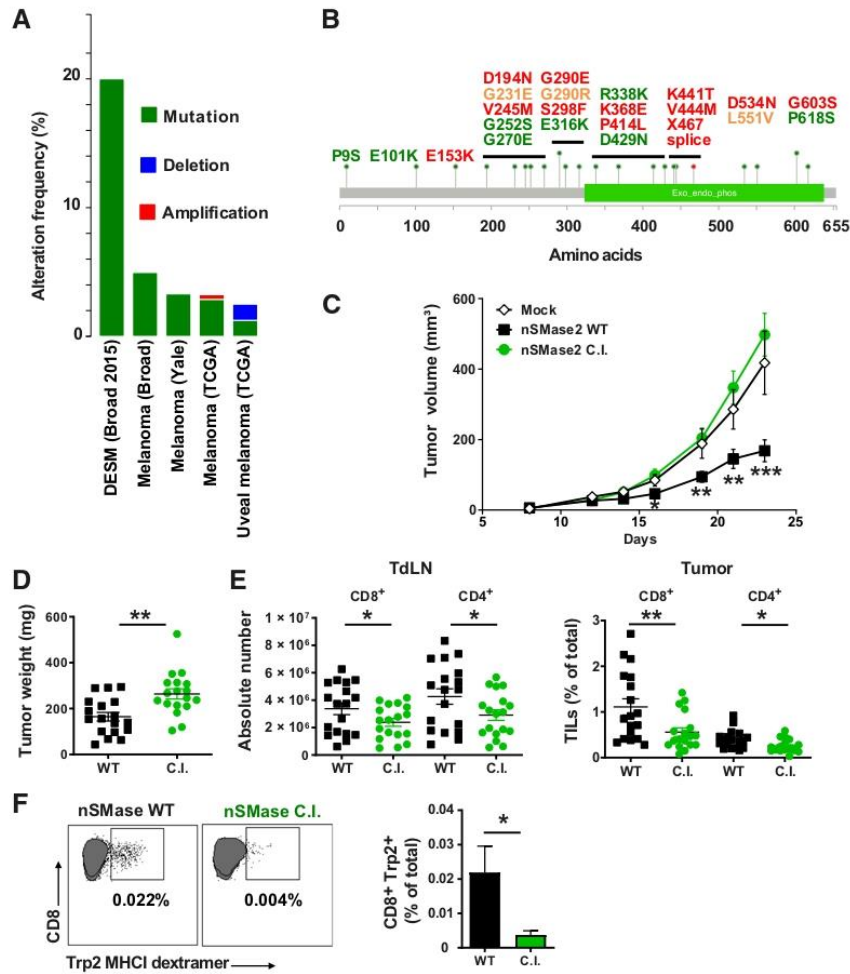 A
Alteration frequency (%)
20
10
0
Mutation
Deletion
Amplification
DESM (Broad 2015)
Melanoma (Broad)
Melanoma (Yale)
Melanoma (TCGA)
Uveal melanoma (TCGA)
B
D194N G290E
G231E G290R R338K K441T
V245M S298F K368E V444M D534N G603S
G252S E316K P414L X467 L551V P618S
P9S E101K E153K G270E D429N splice
Exo_endo_phos
0 100 200 300 400 500 600 655
Amino acids
C
Tumor volume (mm³)
600
400
200
0
Mock
nSMase2 WT
nSMase2 C.I.
* ** ** ***
5 10 15 20 25
Days
D
Tumor weight (mg)
600
400
200
0
**
WT C.I.
E
TdLN
CD8⁺ CD4⁺
* *
Absolute number
1 × 10⁷
8 × 10⁶
6 × 10⁶
4 × 10⁶
2 × 10⁶
0
WT C.I. WT C.I.
Tumor
CD8⁺ CD4⁺
** *
TILs (% of total)
3
2
1
0
WT C.I. WT C.I.
F
nSMase WT nSMase C.I.
0.022% 0.004%
CD8
Trp2 MHCI dextramer
CD8+ Trp2+
(% of total)
0.04
0.03
0.02
0.01
0
*
WT C.I.